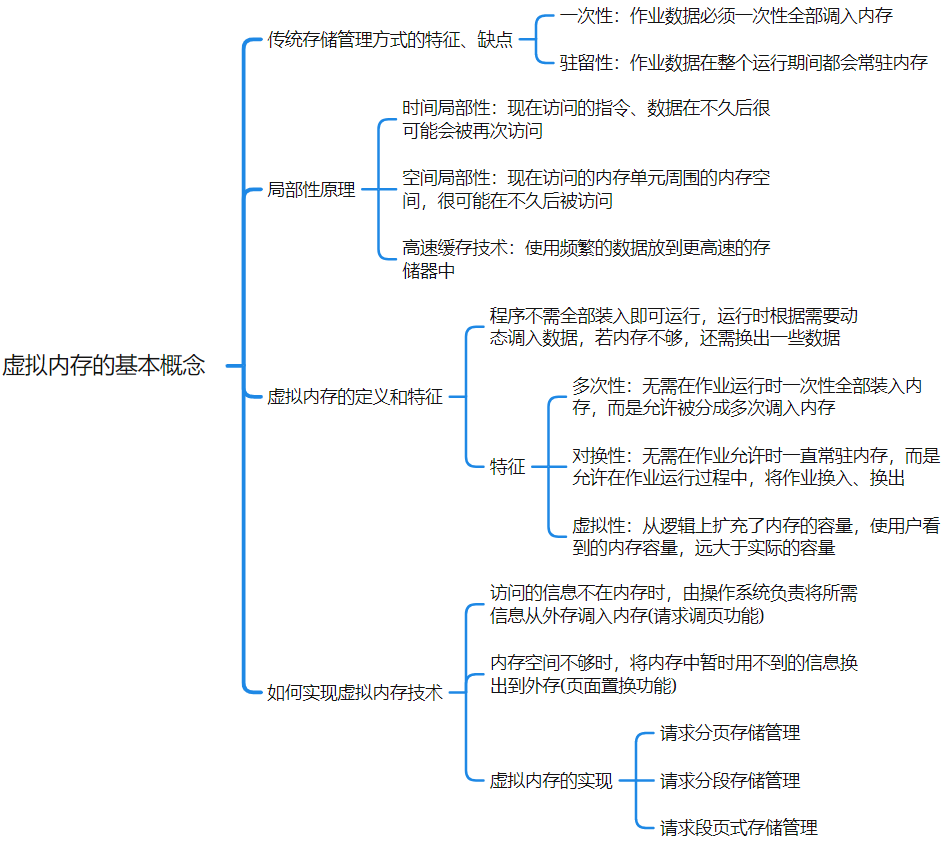 虚拟内存的基本概念
传统存储管理方式的特征、缺点
一次性：作业数据必须一次性全部调入内存
驻留性：作业数据在整个运行期间都会常驻内存
局部性原理
时间局部性：现在访问的指令、数据在不久后很
可能会被再次访问
空间局部性：现在访问的内存单元周围的内存空
间，很可能在不久后被访问
高速缓存技术：使用频繁的数据放到更高速的存
储器中
虚拟内存的定义和特征
程序不需全部装入即可运行，运行时根据需要动
态调入数据，若内存不够，还需换出一些数据
特征
多次性：无需在作业运行时一次性全部装入内
存，而是允许被分成多次调入内存
对换性：无需在作业允许时一直常驻内存，而是
允许在作业运行过程中，将作业换入、换出
虚拟性：从逻辑上扩充了内存的容量，使用户看
到的内存容量，远大于实际的容量
如何实现虚拟内存技术
访问的信息不在内存时，由操作系统负责将所需
信息从外存调入内存(请求调页功能)
内存空间不够时，将内存中暂时用不到的信息换
出到外存(页面置换功能)
虚拟内存的实现
请求分页存储管理
请求分段存储管理
请求段页式存储管理